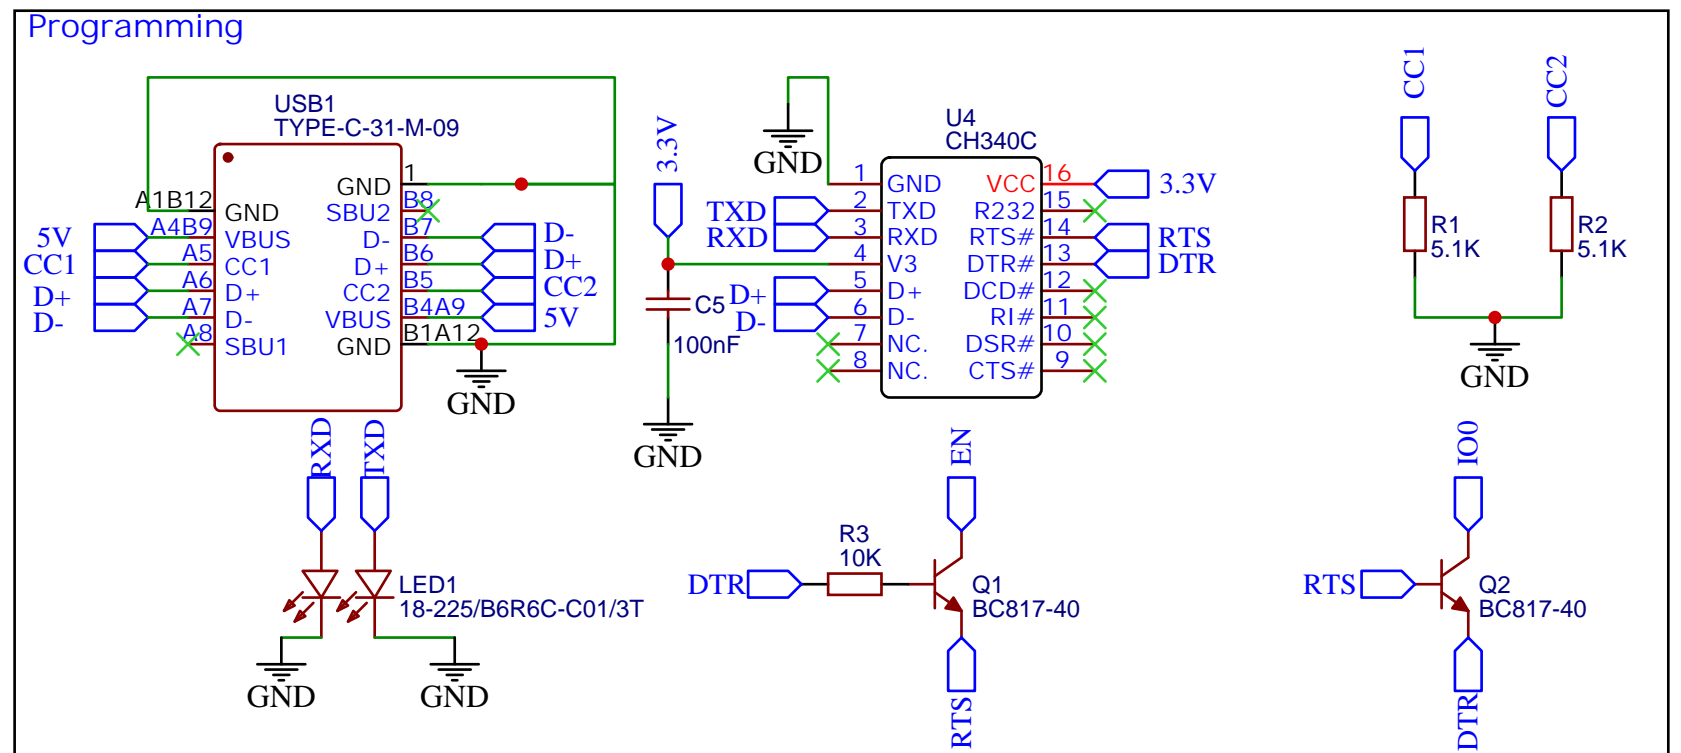 Programming
USB1
TYPE-C-31-M-09
A1B12
GND
A4B9
VBUS
5V
A5
CC1
CC1
A6
D+
D+
A7
D-
D-
A8
SBU1
1
GND
B8
SBU2
B7
D-
D-
B6
D+
D+
B5
CC2
CC2
B4A9
VBUS
5V
B1A12
GND
GND
3.3V
C5
100nF
GND
GND
U4
CH340C
1
GND
TXD
2
TXD
RXD
3
RXD
4
V3
D+
5
D+
D-
6
D-
7
NC.
8
NC.
VCC
16
3.3V
R232
15
RTS#
14
RTS
DTR#
13
DTR
DCD#
12
RI#
11
DSR#
10
CTS#
9
CC1
CC2
R1
5.1K
R2
5.1K
GND
RXD
TXD
LED1
18-225/B6R6C-C01/3T
GND
GND
EN
R3
10K
DTR
Q1
BC817-40
RTS
IO0
RTS
Q2
BC817-40
DTR